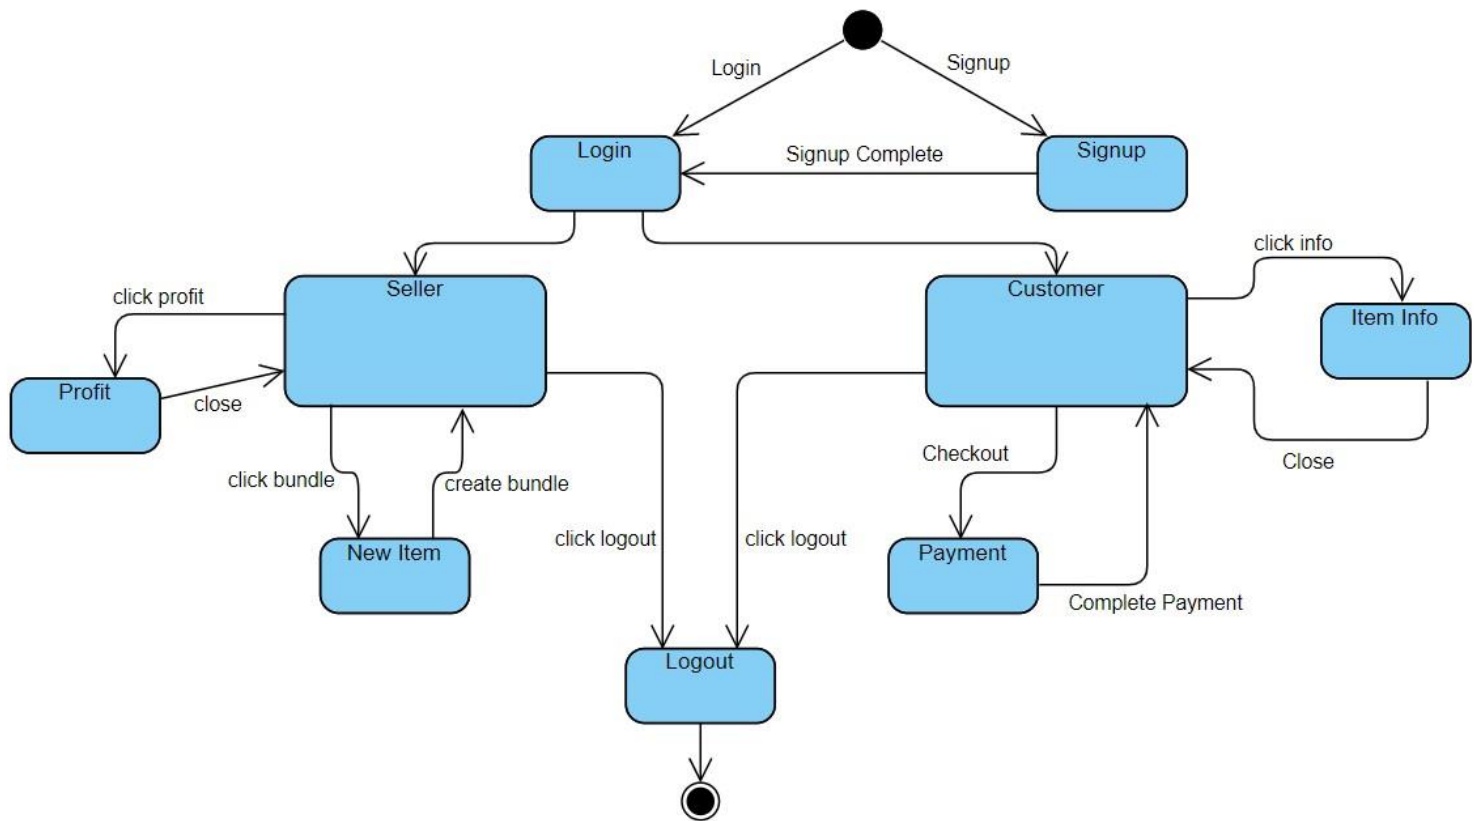 Login
Signup
Login
Signup Complete
Signup
click info
click profit
Seller
Customer
Item Info
Profit
close
Checkout
Close
click bundle
create bundle
click logout
click logout
New Item
Payment
Complete Payment
Logout